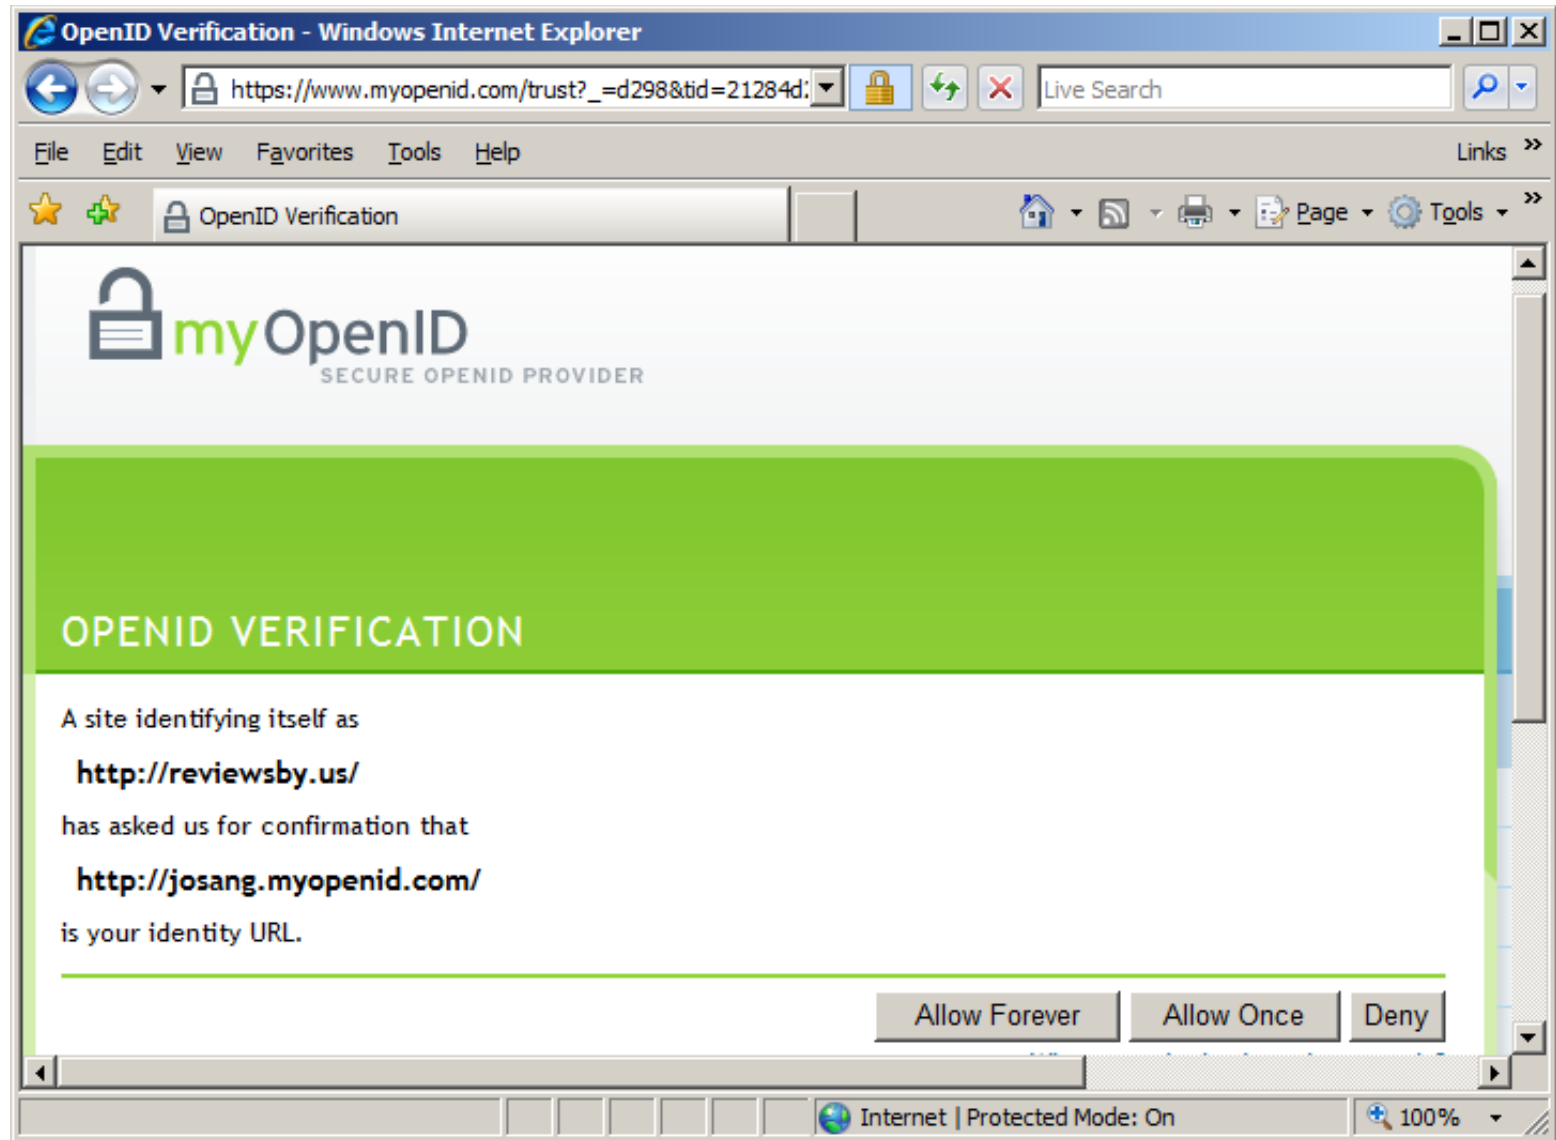 OpenID Verification - Windows Internet Explorer
https://www.myopenid.com/trust?_=d298&tid=21284d
Live Search
File Edit View Favorites Tools Help Links »
OpenID Verification Page Tools »
myOpenID
SECURE OPENID PROVIDER
OPENID VERIFICATION
A site identifying itself as
http://reviewsby.us/
has asked us for confirmation that
http://josang.myopenid.com/
is your identity URL.
Allow Forever Allow Once Deny
Internet | Protected Mode: On 100%